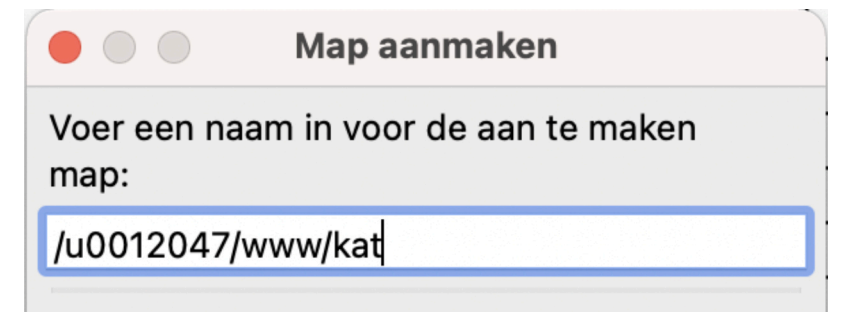 Map aanmaken
Voer een naam in voor de aan te maken
map:
/u0012047/www/kat